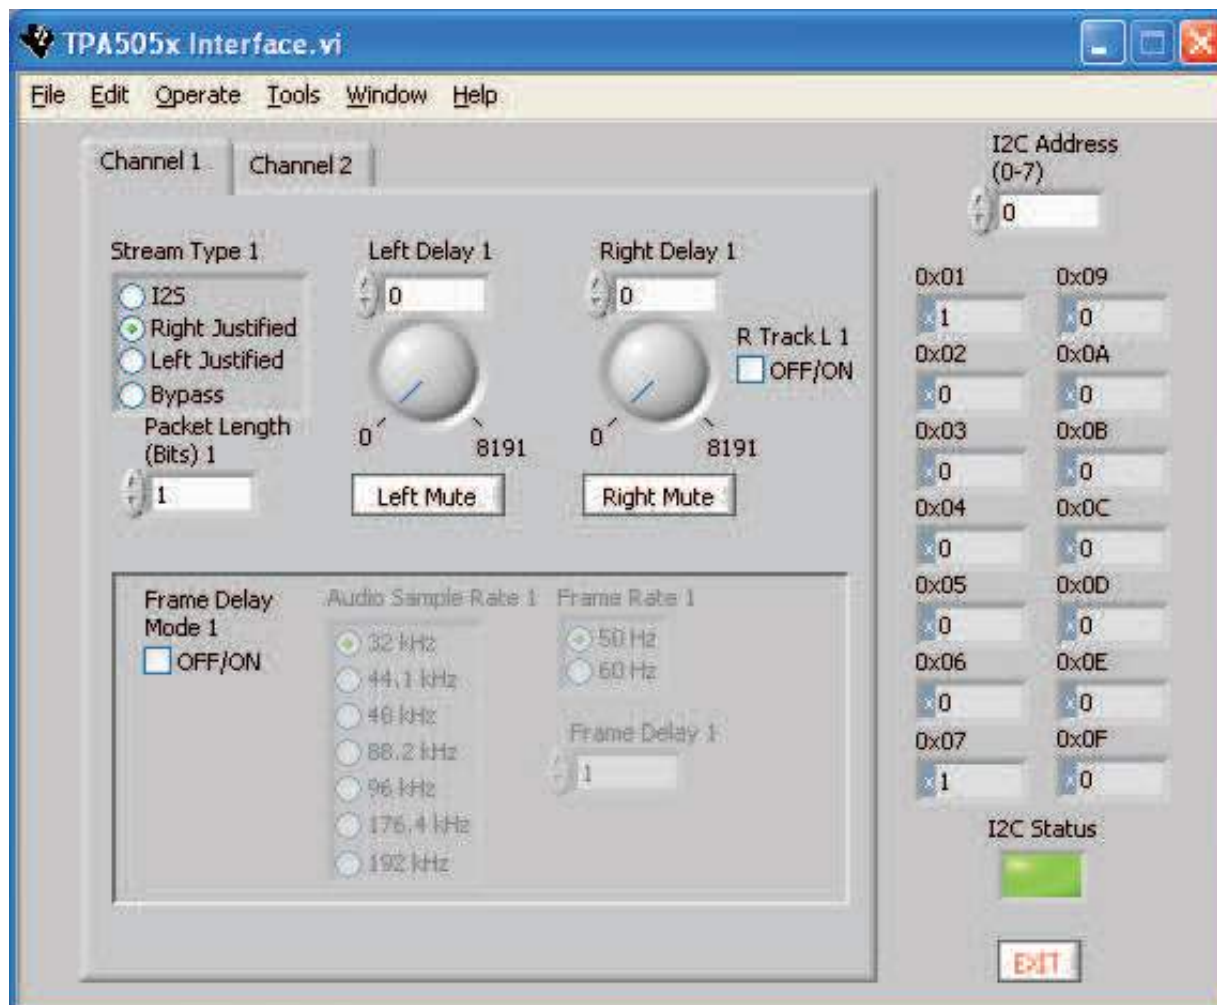 TPA505x Interface.vi
File Edit Operate Tools Window Help
Channel 1
Channel 2
I2C Address
(0-7)
0
Stream Type 1
I2S
Right Justified
Left Justified
Bypass
Packet Length
(Bits) 1
1
Left Delay 1
0
0 8191
Left Mute
Right Delay 1
0
0 8191
Right Mute
R Track L 1
OFF/ON
Frame Delay
Mode 1
OFF/ON
Audio Sample Rate 1
32 kHz
44.1 kHz
48 kHz
88.2 kHz
96 kHz
176.4 kHz
192 kHz
Frame Rate 1
50 Hz
60 Hz
Frame Delay 1
1
0x01 0x09
x 1 x 0
0x02 0x0A
x 0 x 0
0x03 0x0B
x 0 x 0
0x04 0x0C
x 0 x 0
0x05 0x0D
x 0 x 0
0x06 0x0E
x 0 x 0
0x07 0x0F
x 1 x 0
I2C Status
EXIT